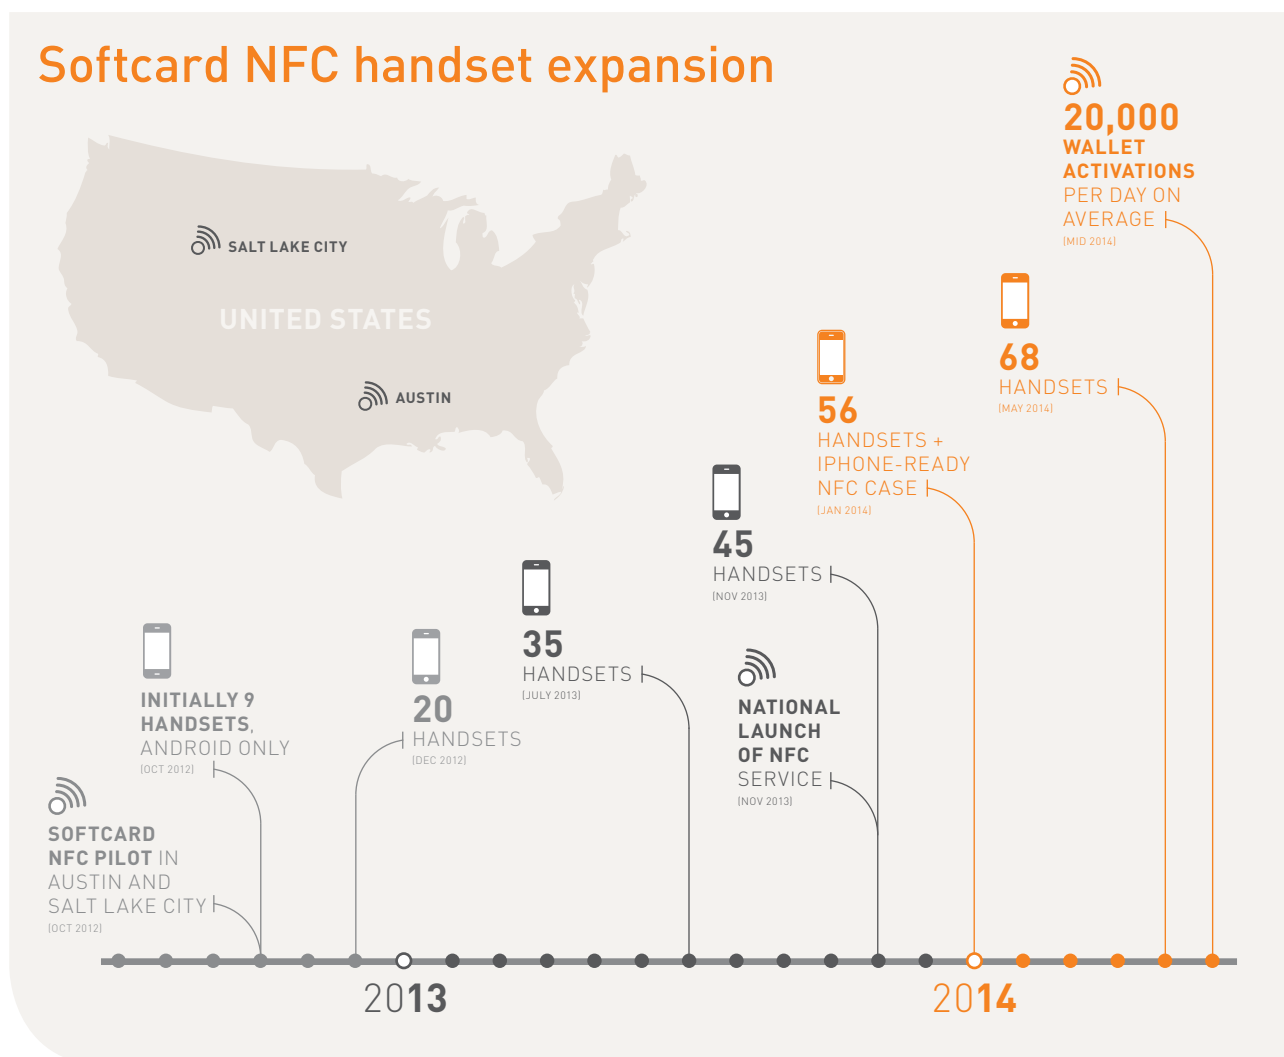 Softcard NFC handset expansion
SALT LAKE CITY
UNITED STATES
AUSTIN
SOFTCARD
NFC PILOT IN
AUSTIN AND
SALT LAKE CITY
(OCT 2012)
INITIALLY 9
HANDSETS,
ANDROID ONLY
(OCT 2012)
20
HANDSETS
(DEC 2012)
35
HANDSETS
(JULY 2013)
45
HANDSETS
(NOV 2013)
NATIONAL
LAUNCH
OF NFC
SERVICE
(NOV 2013)
56
HANDSETS +
IPHONE-READY
NFC CASE
(JAN 2014)
68
HANDSETS
(MAY 2014)
20,000
WALLET
ACTIVATIONS
PER DAY ON
AVERAGE
(MID 2014)
2013
2014